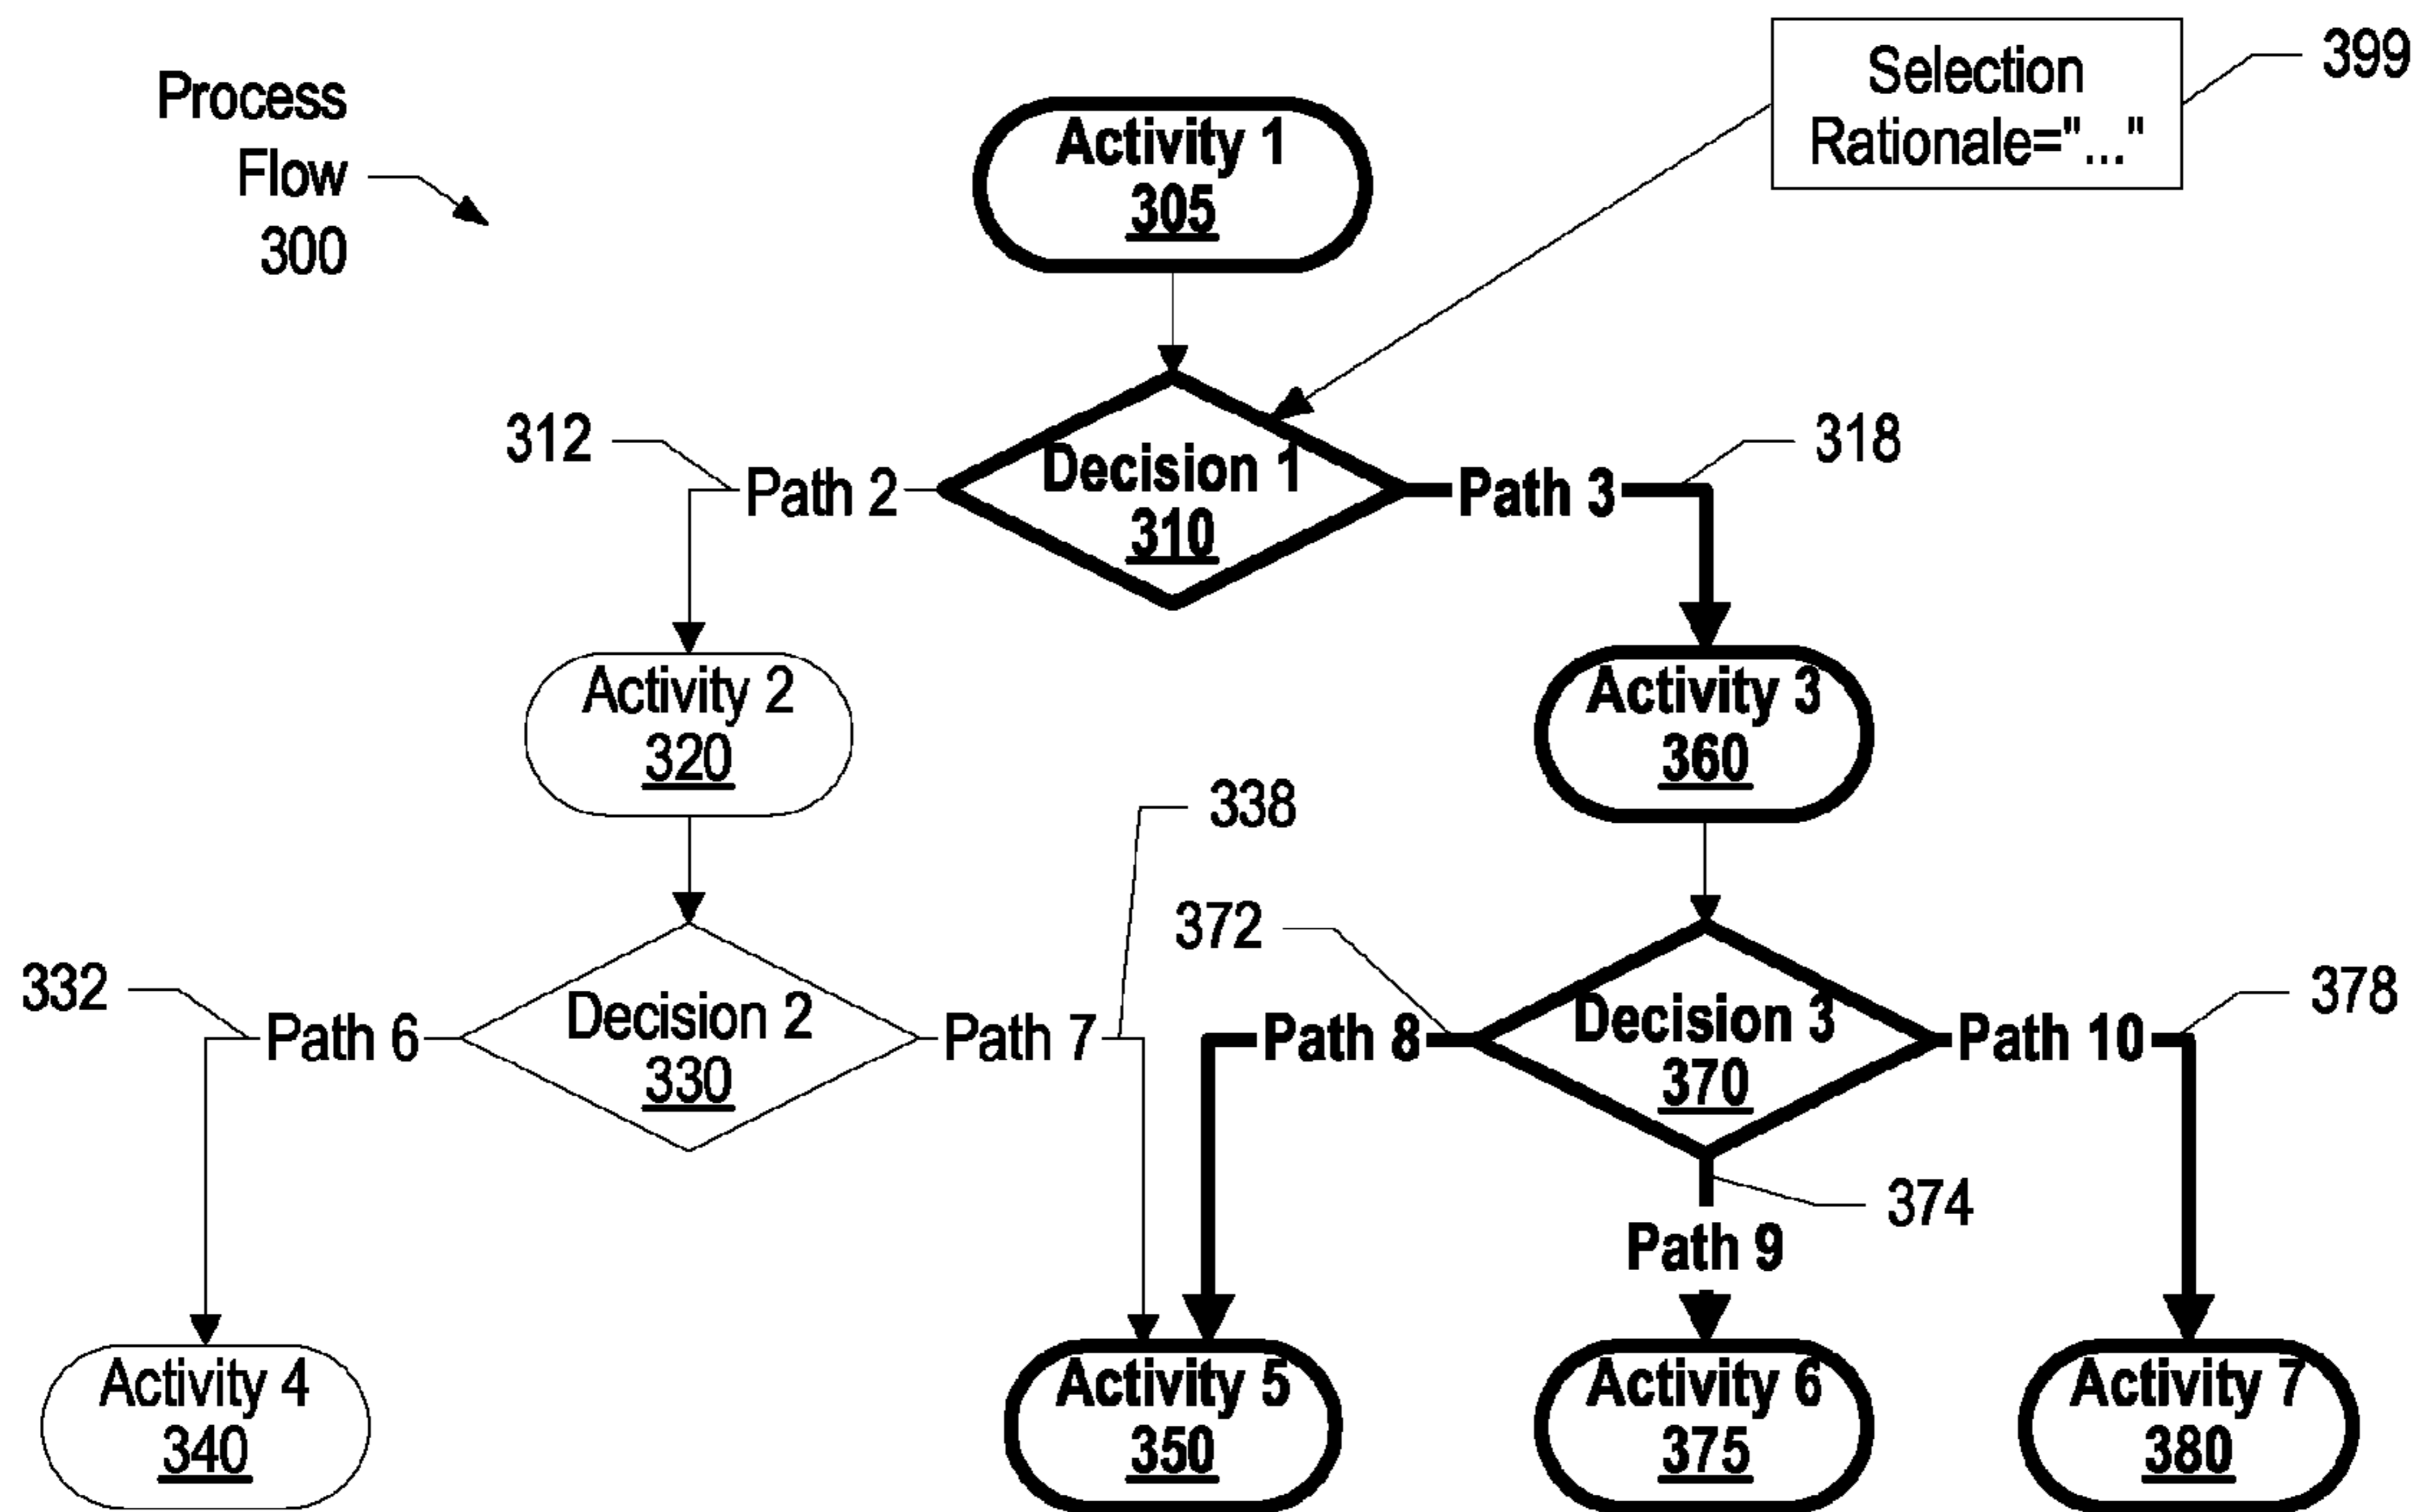 Process
Flow
300
Activity 1
305
Selection
Rationale="..."
399
312
Path 2
Decision 1
310
Path 3
318
Activity 2
320
Activity 3
360
338
372
332
Path 6
Decision 2
330
Path 7
Path 8
Decision 3
370
Path 10
378
374
Path 9
Activity 4
340
Activity 5
350
Activity 6
375
Activity 7
380